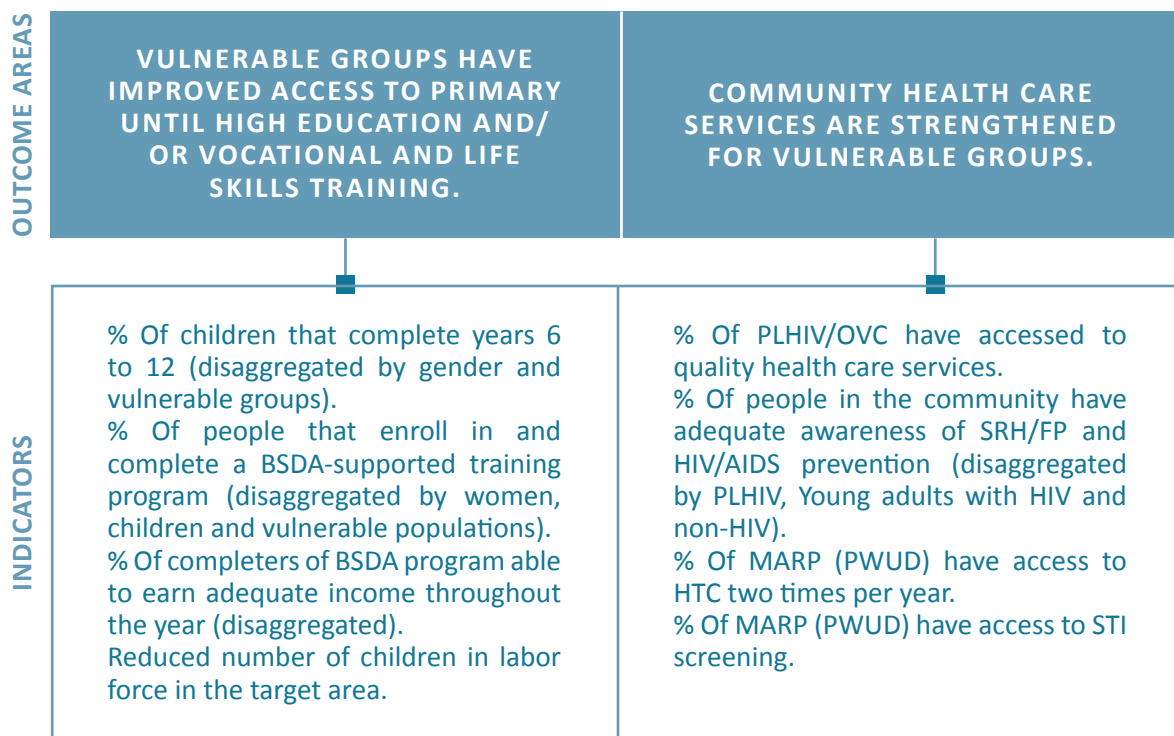 OUTCOME AREAS
VULNERABLE GROUPS HAVE
IMPROVED ACCESS TO PRIMARY
UNTIL HIGH EDUCATION AND/
OR VOCATIONAL AND LIFE
SKILLS TRAINING.
COMMUNITY HEALTH CARE
SERVICES ARE STRENGTHENED
FOR VULNERABLE GROUPS.
INDICATORS
% Of children that complete years 6
to 12 (disaggregated by gender and
vulnerable groups).
% Of people that enroll in and
complete a BSDA-supported training
program (disaggregated by women,
children and vulnerable populations).
% Of completers of BSDA program able
to earn adequate income throughout
the year (disaggregated).
Reduced number of children in labor
force in the target area.
% Of PLHIV/OVC have accessed to
quality health care services.
% Of people in the community have
adequate awareness of SRH/FP and
HIV/AIDS prevention (disaggregated
by PLHIV, Young adults with HIV and
non-HIV).
% Of MARP (PWUD) have access to
HTC two times per year.
% Of MARP (PWUD) have access to STI
screening.